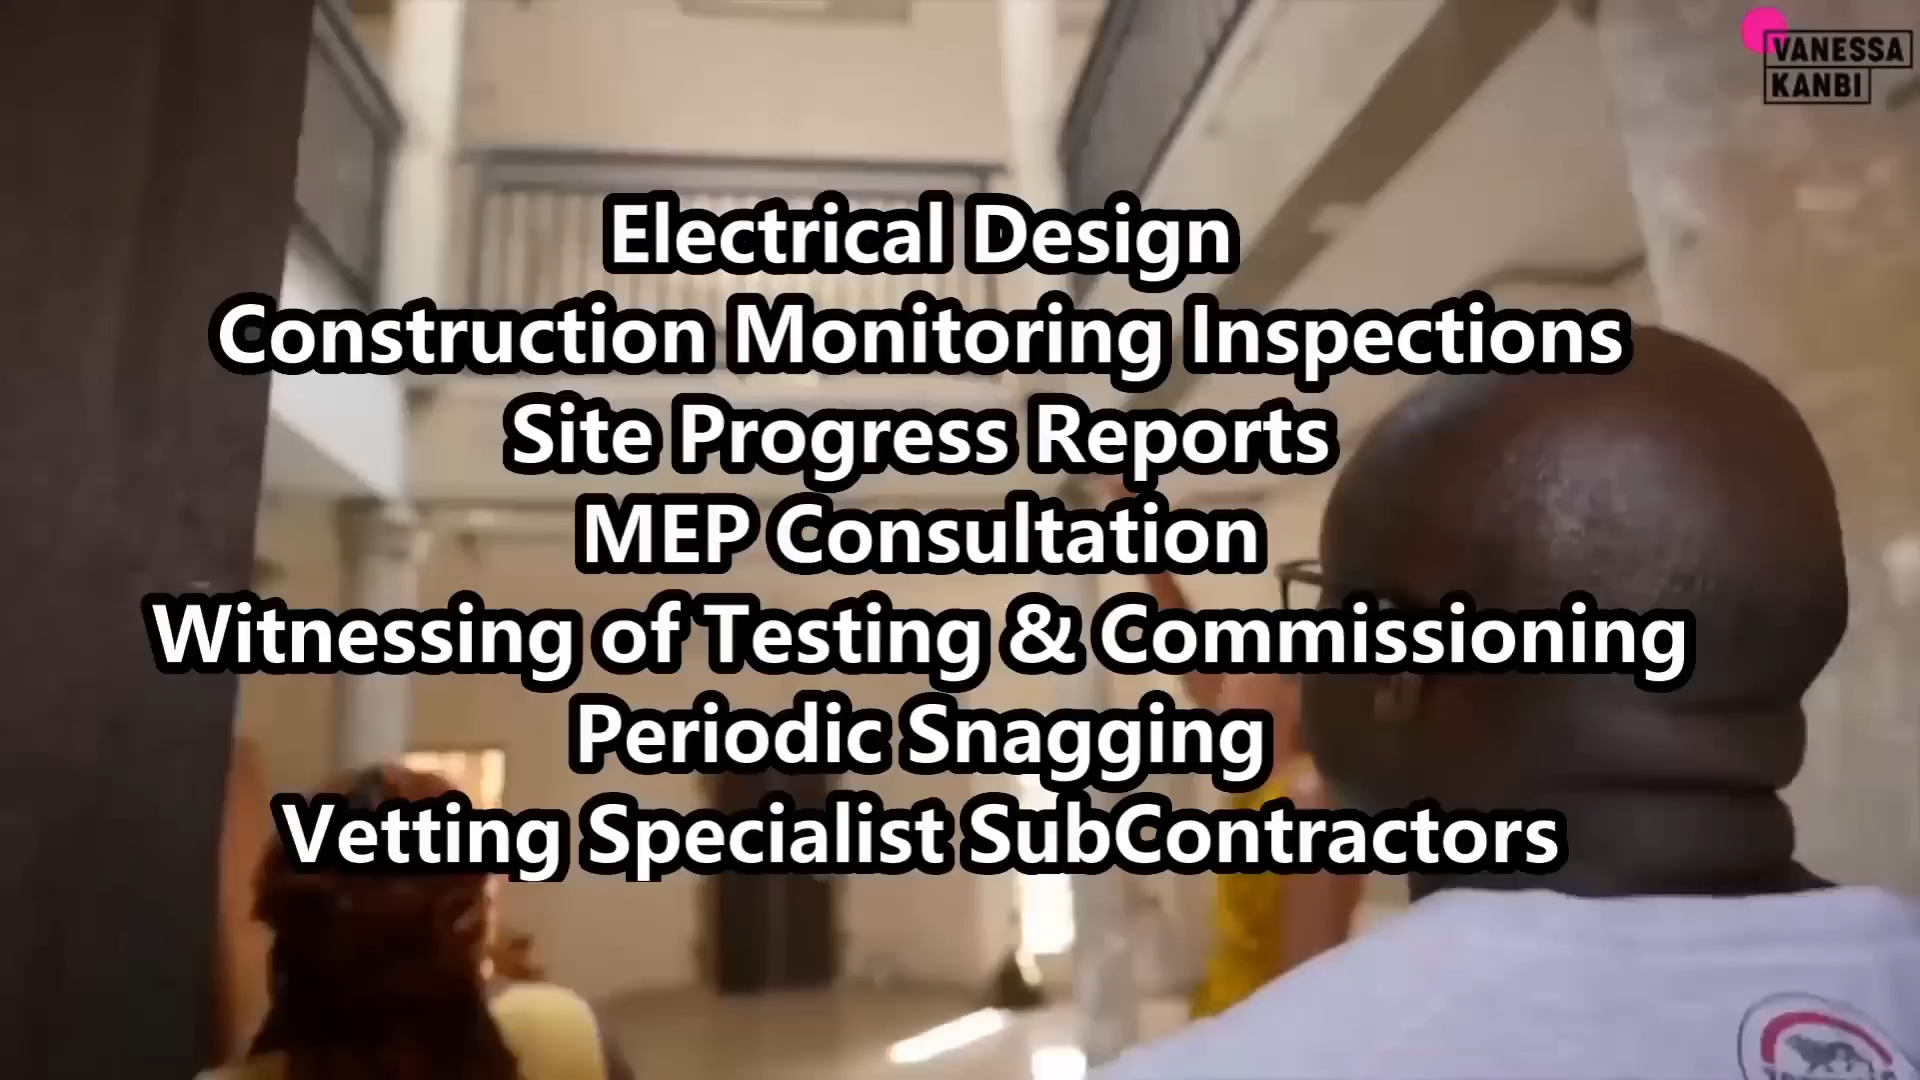 VANESSA
KANBI
Electrical Design
Construction Monitoring Inspections
Site Progress Reports
MEP Consultation
Witnessing of Testing & Commissioning
Periodic Snagging
Vetting Specialist SubContractors